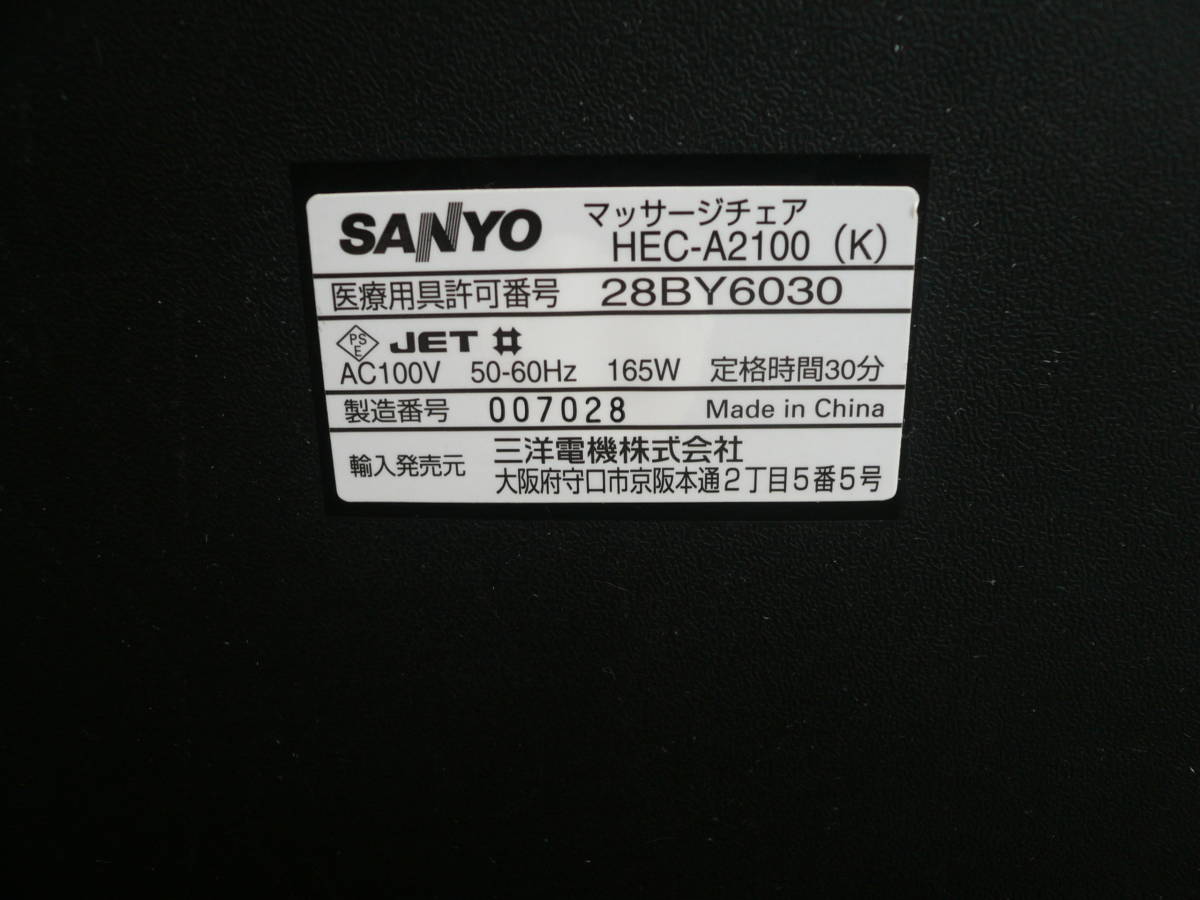 SANYO マッサージチェア
HEC-A2100 (K)
医療用具許可番号 28BY6030
PSE JET
AC100V 50-60Hz 165W 定格時間30分
製造番号 007028 Made in China
輸入発売元 三洋電機株式会社
大阪府守口市京阪本通2丁目5番5号